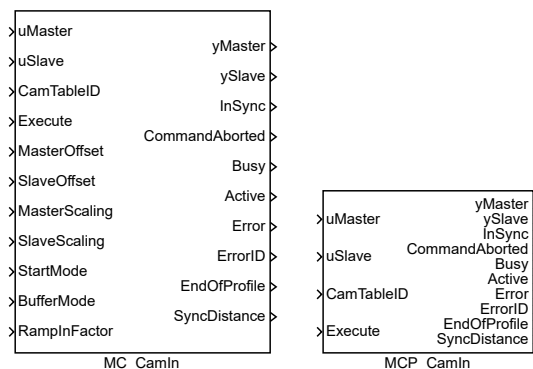 uMaster
uSlave
CamTableID
Execute
MasterOffset
SlaveOffset
MasterScaling
SlaveScaling
StartMode
BufferMode
RampInFactor
yMaster
ySlave
InSync
CommandAborted
Busy
Active
Error
ErrorID
EndOfProfile
SyncDistance
MC_CamIn
uMaster
uSlave
CamTableID
Execute
yMaster
ySlave
InSync
CommandAborted
Busy
Active
Error
ErrorID
EndOfProfile
SyncDistance
MCP_CamIn